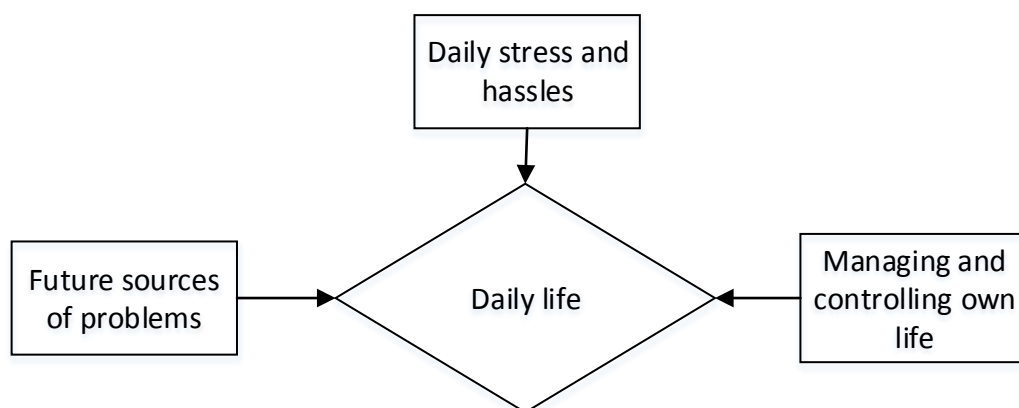 Daily stress and
hassles
Future sources
of problems
Daily life
Managing and
controlling own
life